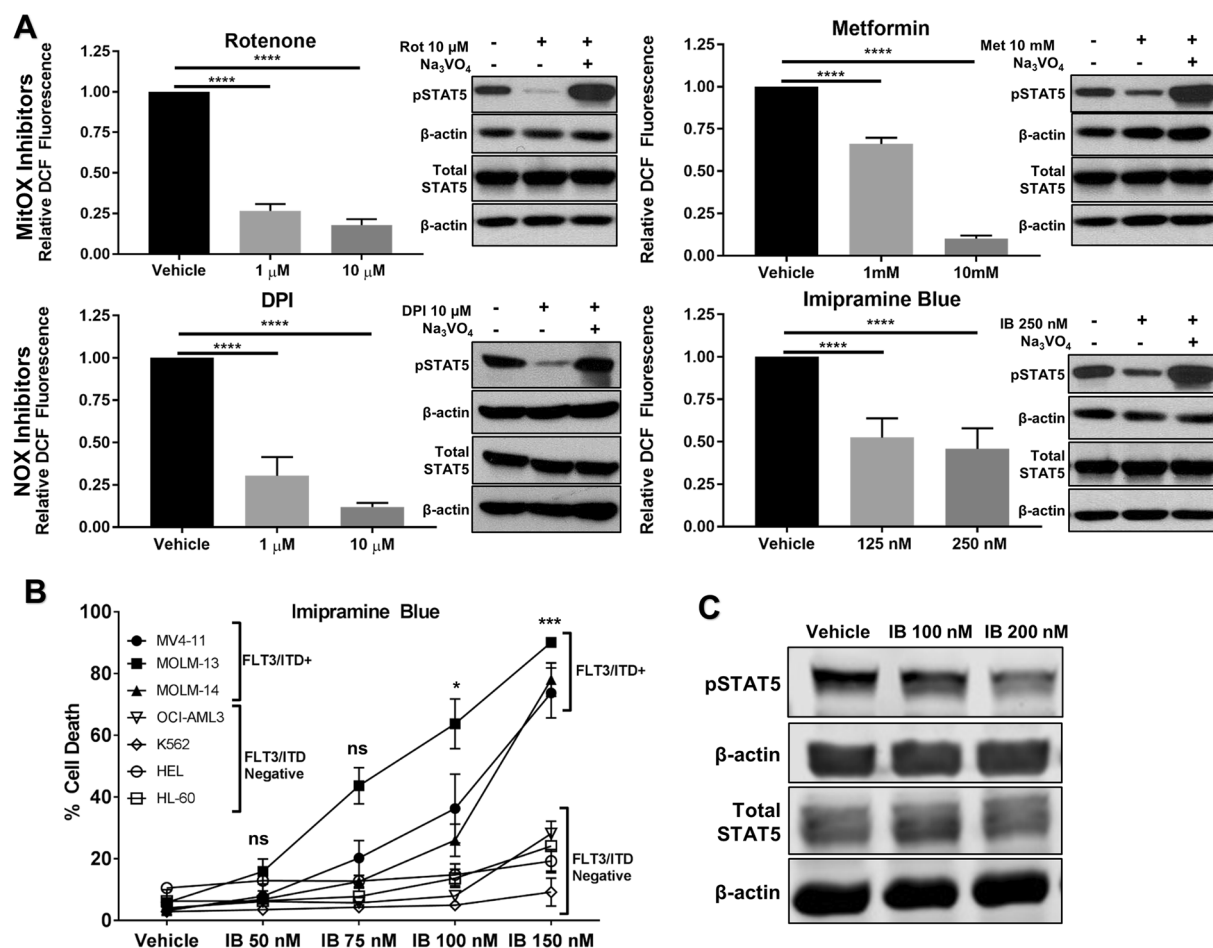 A
MitOX Inhibitors
Relative DCF Fluorescence
Rotenone
1.25
1.00
0.75
0.50
0.25
0.00
****
****
Vehicle
1 μM
10 μM
Rot 10 μM - + +
Na₃VO₄ - - +
pSTAT5
β-actin
Total
STAT5
β-actin
Relative DCF Fluorescence
Metformin
1.25
1.00
0.75
0.50
0.25
0.00
****
****
Vehicle
1mM
10mM
Met 10 mM - + +
Na₃VO₄ - - +
pSTAT5
β-actin
Total
STAT5
β-actin
NOX Inhibitors
Relative DCF Fluorescence
DPI
1.25
1.00
0.75
0.50
0.25
0.00
****
****
Vehicle
1 μM
10 μM
DPI 10 μM - + +
Na₃VO₄ - - +
pSTAT5
β-actin
Total
STAT5
β-actin
Relative DCF Fluorescence
Imipramine Blue
1.25
1.00
0.75
0.50
0.25
0.00
****
****
Vehicle
125 nM
250 nM
IB 250 nM - + +
Na₃VO₄ - - +
pSTAT5
β-actin
Total
STAT5
β-actin
B
Imipramine Blue
% Cell Death
100
80
60
40
20
0
MV4-11
MOLM-13
MOLM-14
FLT3/ITD+
OCI-AML3
K562
HEL
HL-60
FLT3/ITD
Negative
ns
ns
*
***
FLT3/ITD+
FLT3/ITD
Negative
Vehicle
IB 50 nM
IB 75 nM
IB 100 nM
IB 150 nM
C
Vehicle IB 100 nM IB 200 nM
pSTAT5
β-actin
Total
STAT5
β-actin